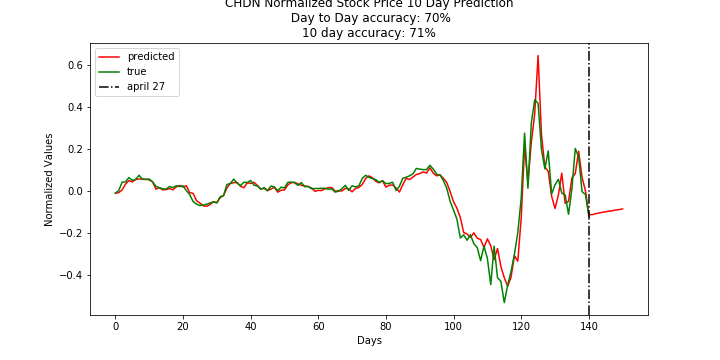 CHDN Normalized Stock Price 10 Day Prediction
Day to Day accuracy: 70%
10 day accuracy: 71%
predicted
true
april 27
Normalized Values
0.6
0.4
0.2
0.0
−0.2
−0.4
0
20
40
60
80
100
120
140
Days